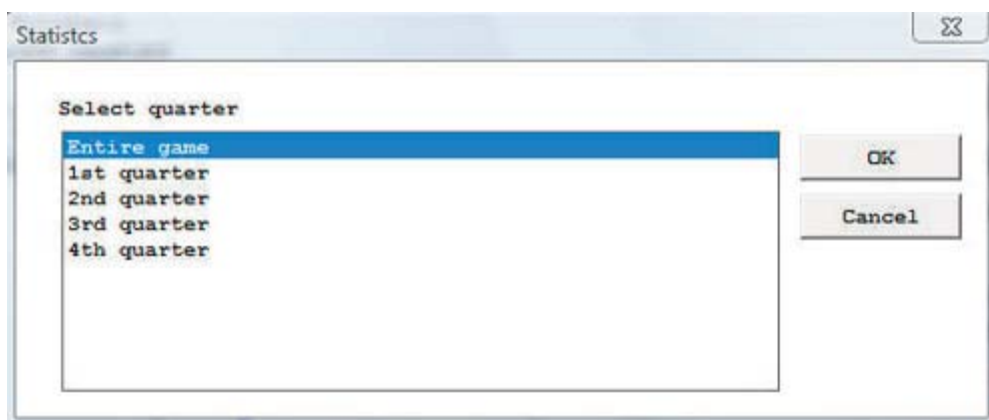 Statistcs
Select quarter
Entire game
1st quarter
2nd quarter
3rd quarter
4th quarter
OK
Cancel